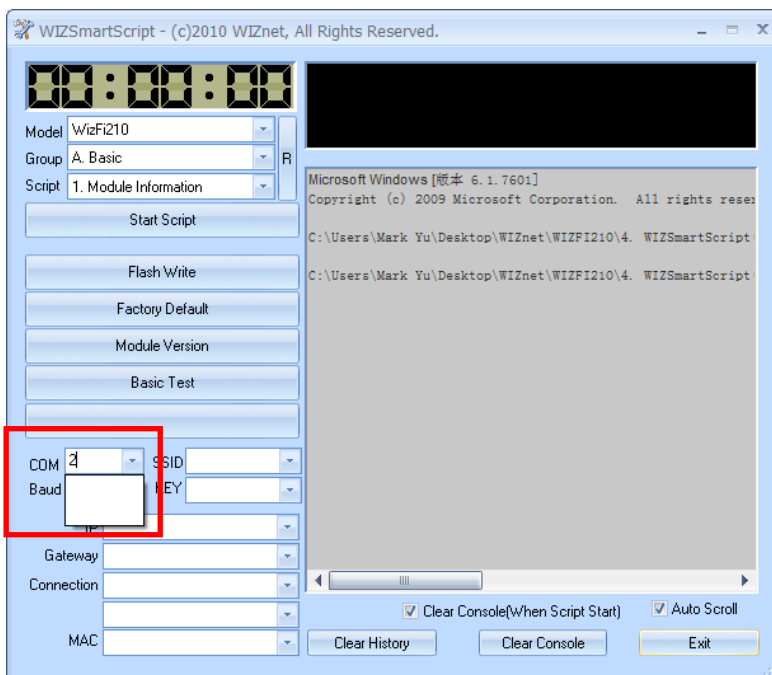 WIZSmartScript - (c)2010 WIZnet, All Rights Reserved.
Model WizFi210
Group A. Basic R
Script 1. Module Information
Start Script
Flash Write
Factory Default
Module Version
Basic Test
COM 2 SSID
Baud KEY
IP
Gateway
Connection
MAC
Microsoft Windows [版本 6.1.7601]
Copyright (c) 2009 Microsoft Corporation. All rights reser
C:\Users\Mark Yu\Desktop\WIZnet\WIZFI210\4. WIZSmartScript
C:\Users\Mark Yu\Desktop\WIZnet\WIZFI210\4. WIZSmartScript
Clear Console(When Script Start) Auto Scroll
Clear History Clear Console Exit